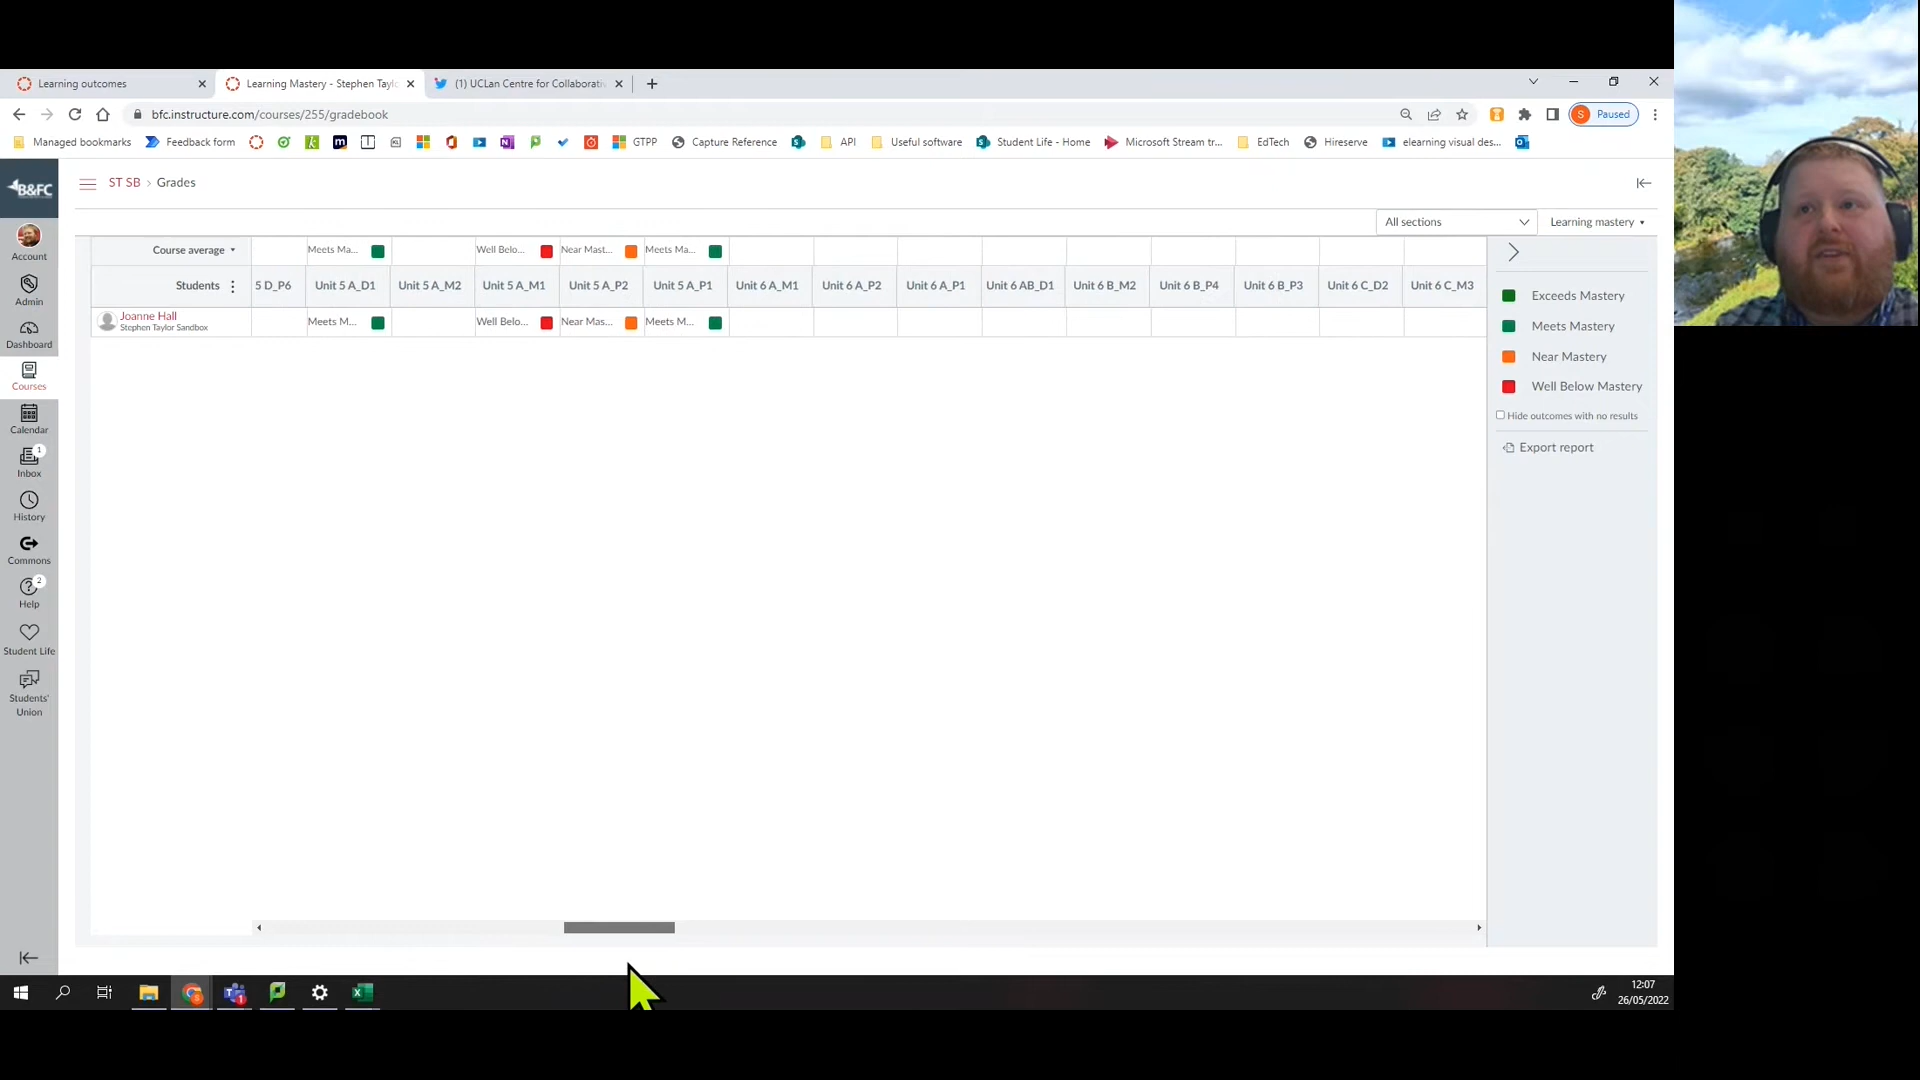 Learning outcomes
Learning Mastery - Stephen Taylo
(1) UCLan Centre for Collaborativ
bfc.instructure.com/courses/255/gradebook
S Paused
Managed bookmarks
Feedback form
GTPP
Capture Reference
API
Useful software
Student Life - Home
Microsoft Stream tr...
EdTech
Hireserve
elearning visual des...
B&FC
ST SB › Grades
All sections
Learning mastery
Account
Admin
Dashboard
Courses
Calendar
1
Inbox
History
Commons
2
Help
Student Life
Students'
Union
Course average Meets Ma... Well Belo... Near Mast... Meets Ma...
Students 5 D_P6 Unit 5 A_D1 Unit 5 A_M2 Unit 5 A_M1 Unit 5 A_P2 Unit 5 A_P1 Unit 6 A_M1 Unit 6 A_P2 Unit 6 A_P1 Unit 6 AB_D1 Unit 6 B_M2 Unit 6 B_P4 Unit 6 B_P3 Unit 6 C_D2 Unit 6 C_M3
Joanne Hall Meets M... Well Belo... Near Mas... Meets M...
Stephen Taylor Sandbox
Exceeds Mastery
Meets Mastery
Near Mastery
Well Below Mastery
Hide outcomes with no results
Export report
12:07
26/05/2022